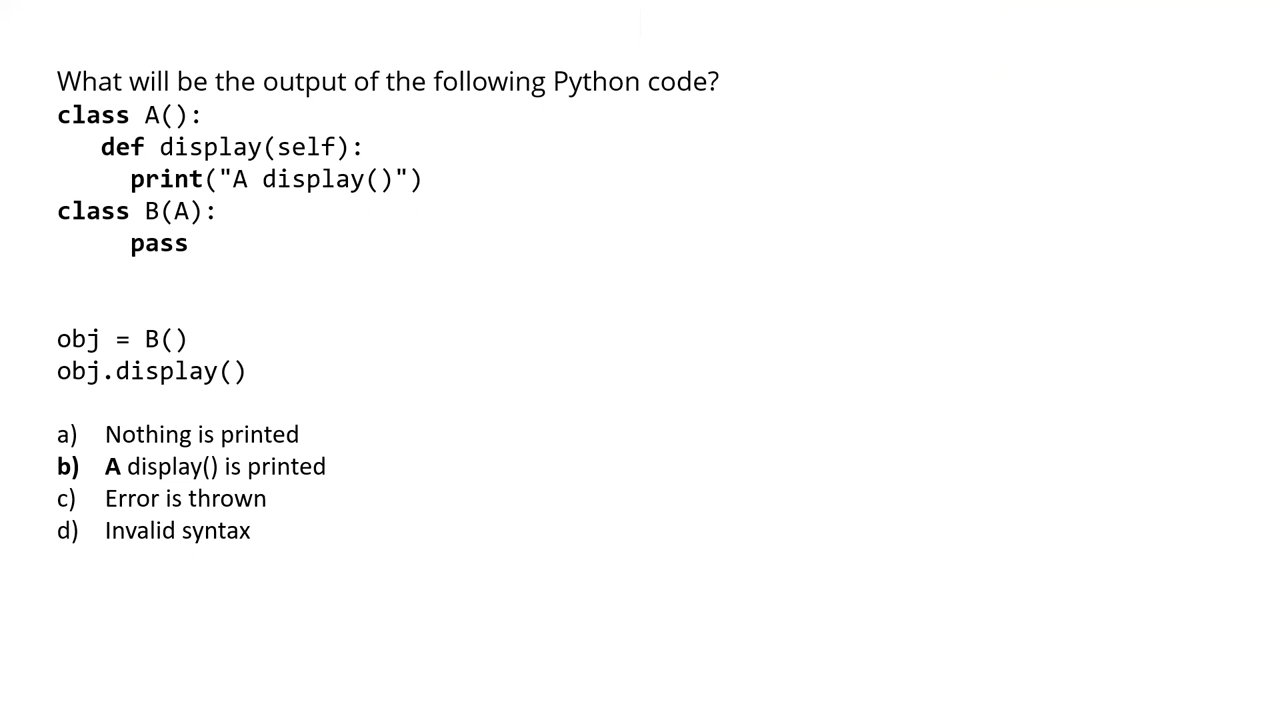 What will be the output of the following Python code?
class A():
   def display(self):
     print("A display()")
class B(A):
     pass
obj = B()
obj.display()
a) Nothing is printed
b) A display() is printed
c) Error is thrown
d) Invalid syntax